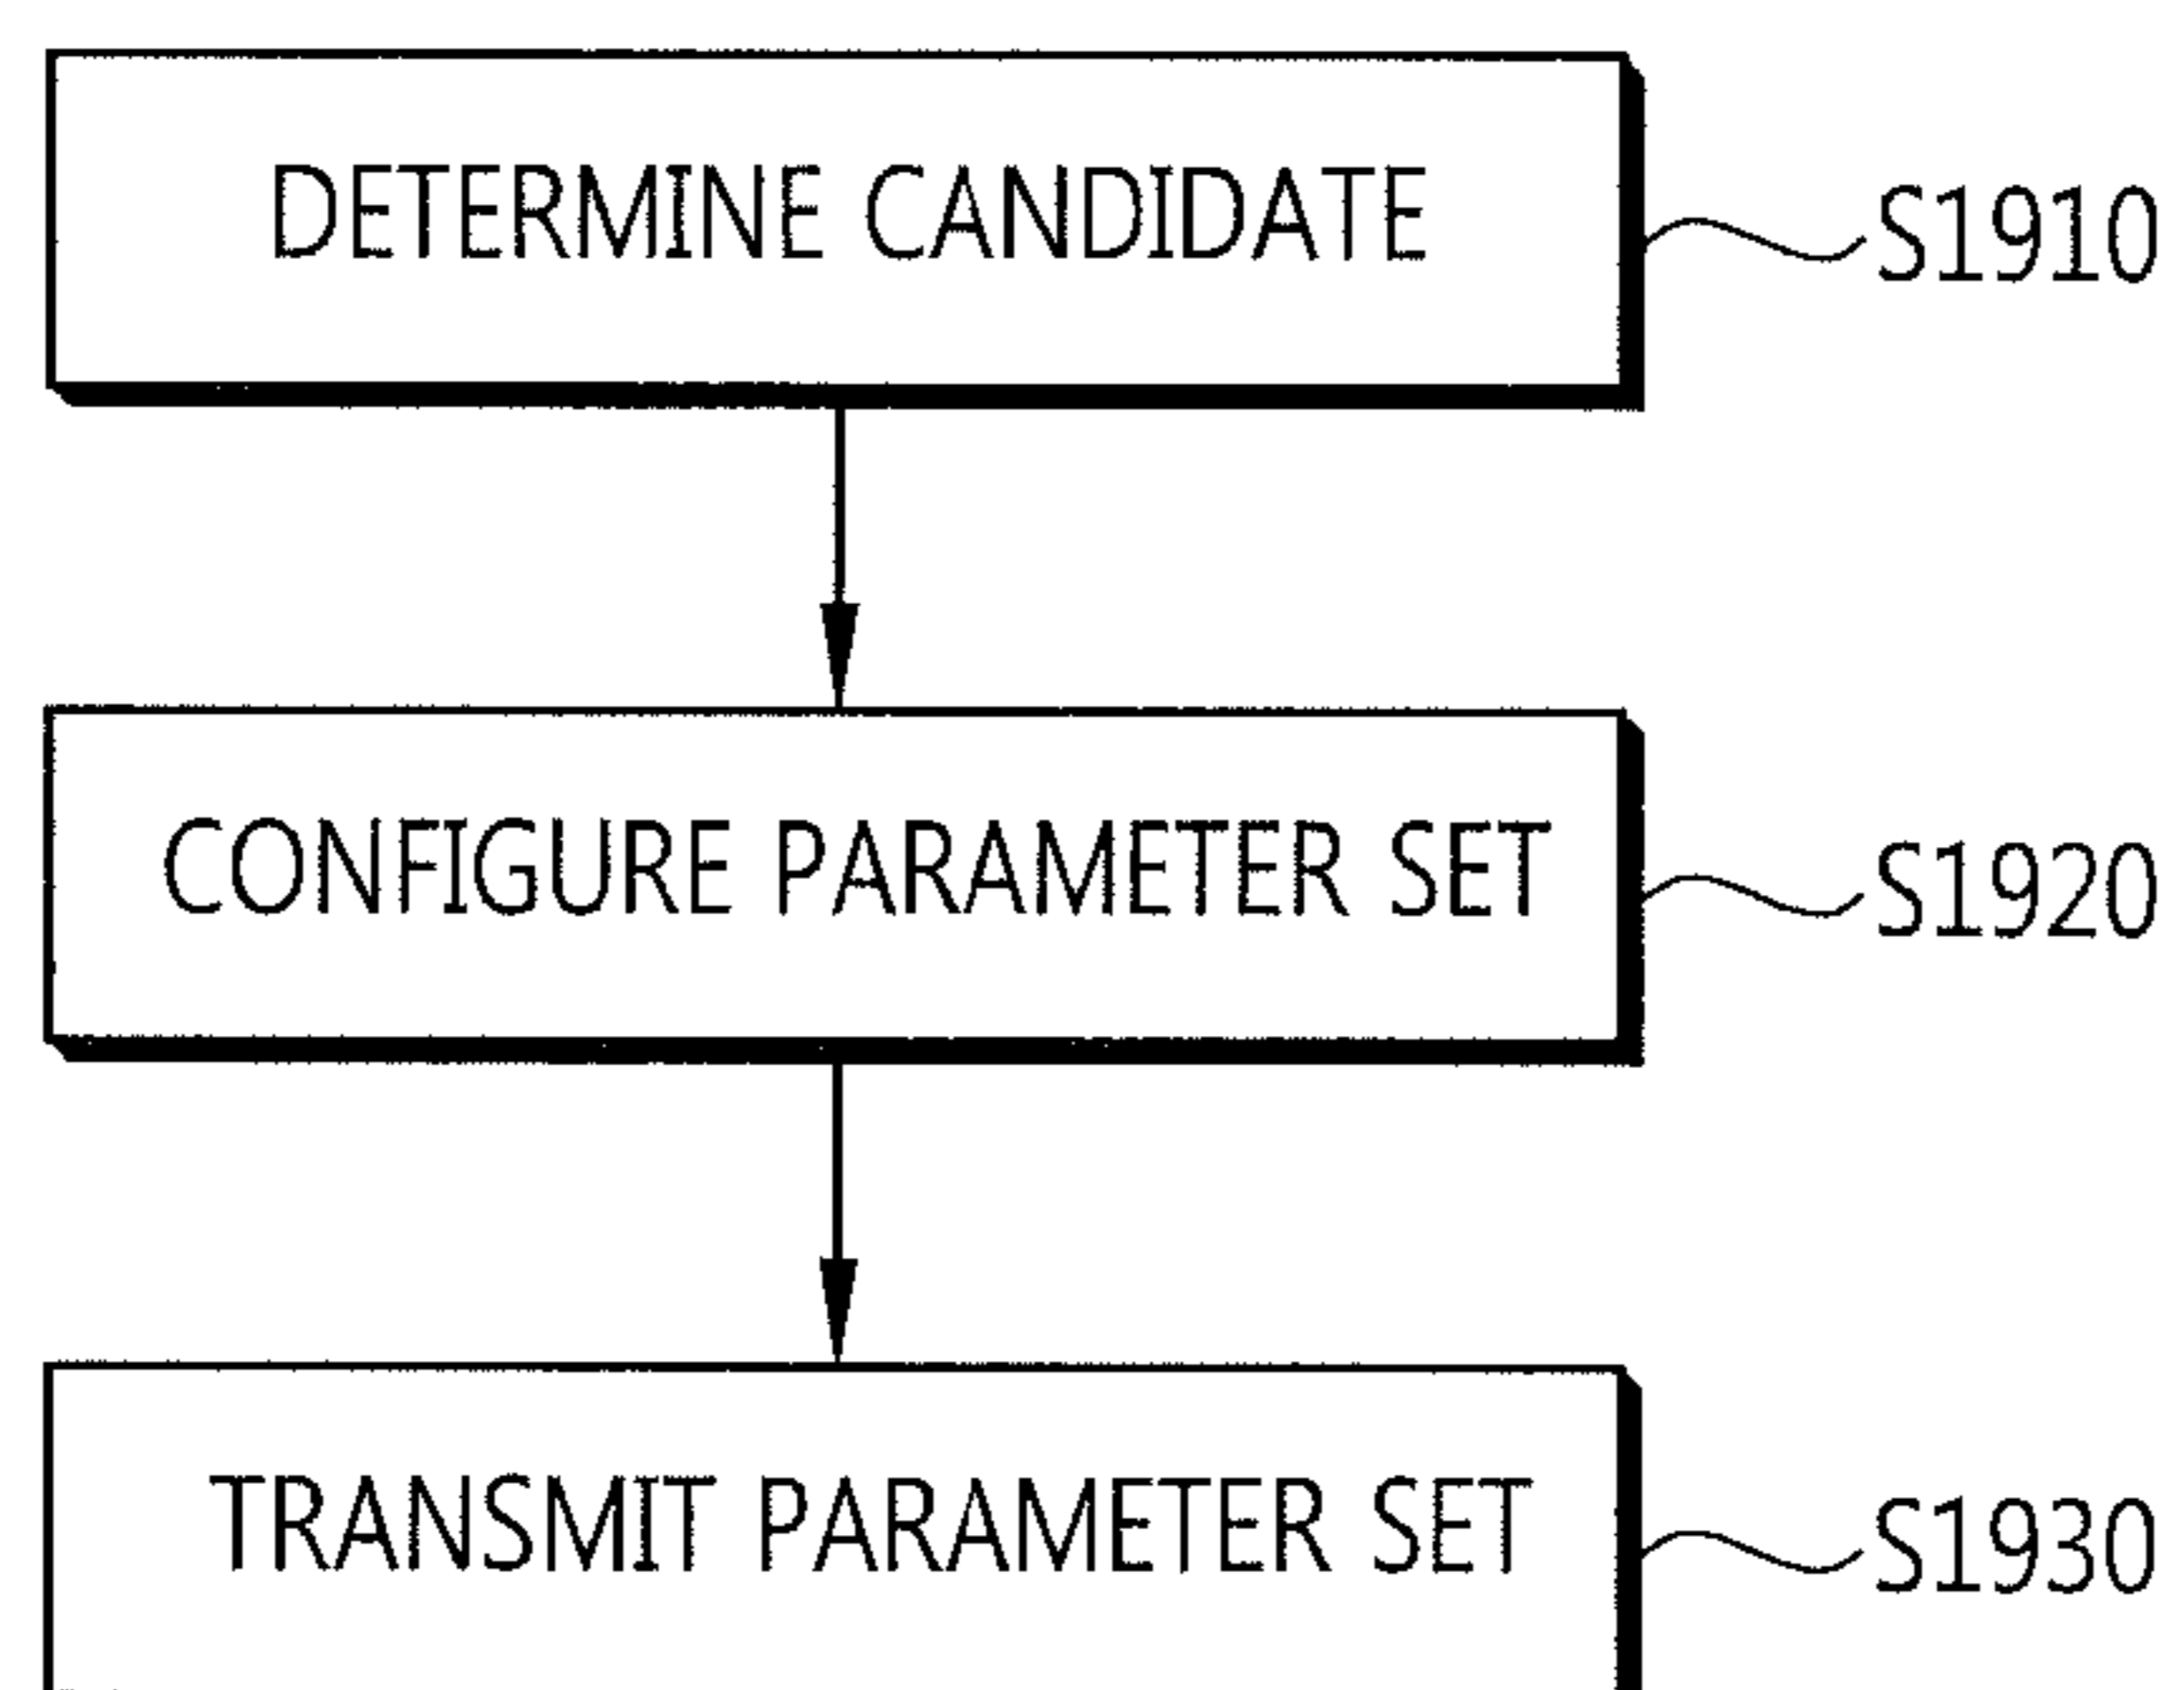 DETERMINE CANDIDATE
S1910
CONFIGURE PARAMETER SET
S1920
TRANSMIT PARAMETER SET
S1930